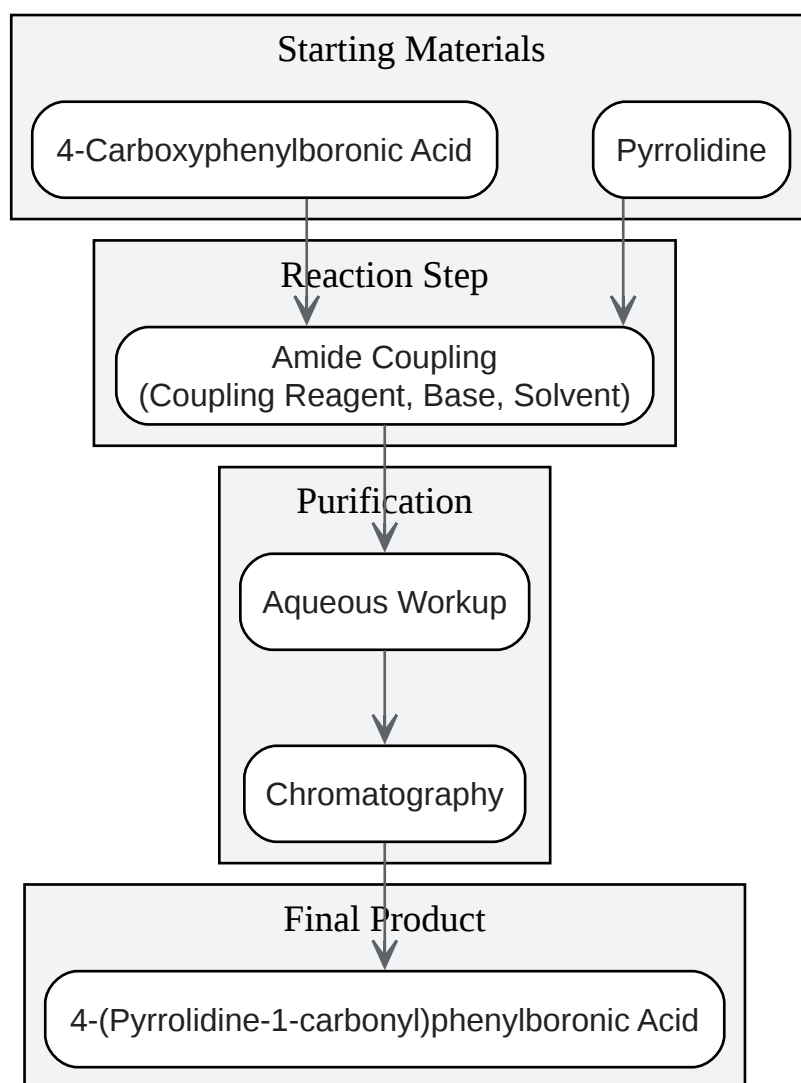 Starting Materials
4-Carboxyphenylboronic Acid
Pyrrolidine
Reaction Step
Amide Coupling
(Coupling Reagent, Base, Solvent)
Purification
Aqueous Workup
Chromatography
Final Product
4-(Pyrrolidine-1-carbonyl)phenylboronic Acid